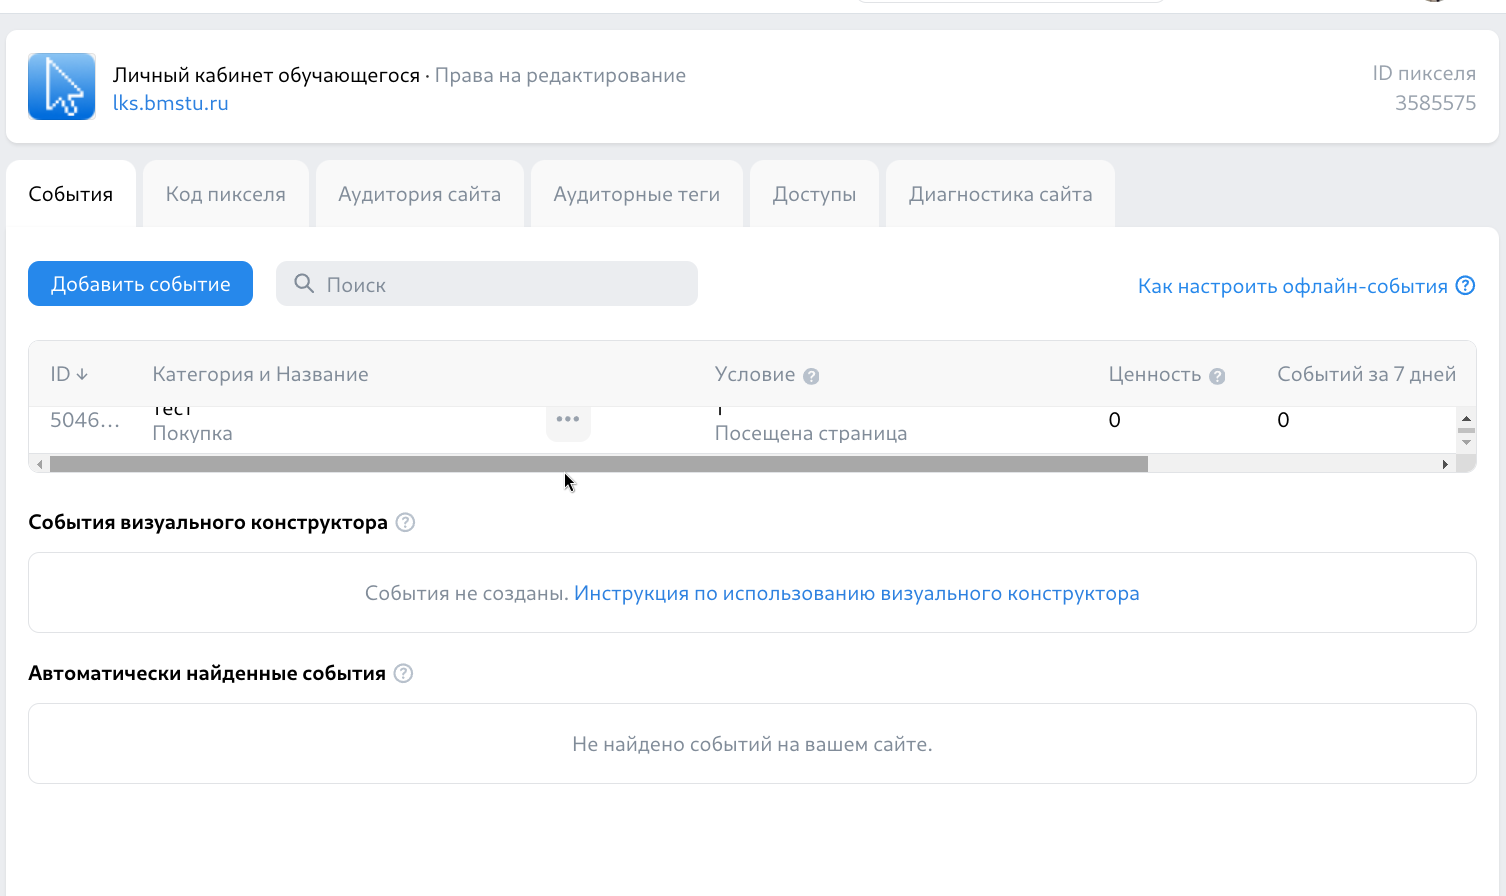 Личный кабинет обучающегося · Права на редактирование
lks.bmstu.ru
ID пикселя
3585575
События
Код пикселя
Аудитория сайта
Аудиторные теги
Доступы
Диагностика сайта
Добавить событие
Поиск
Как настроить офлайн-события
ID ↓ Категория и Название Условие Ценность Событий за 7 дней
5046... тест 1 0 0
Покупка Посещена страница
События визуального конструктора
События не созданы. Инструкция по использованию визуального конструктора
Автоматически найденные события
Не найдено событий на вашем сайте.